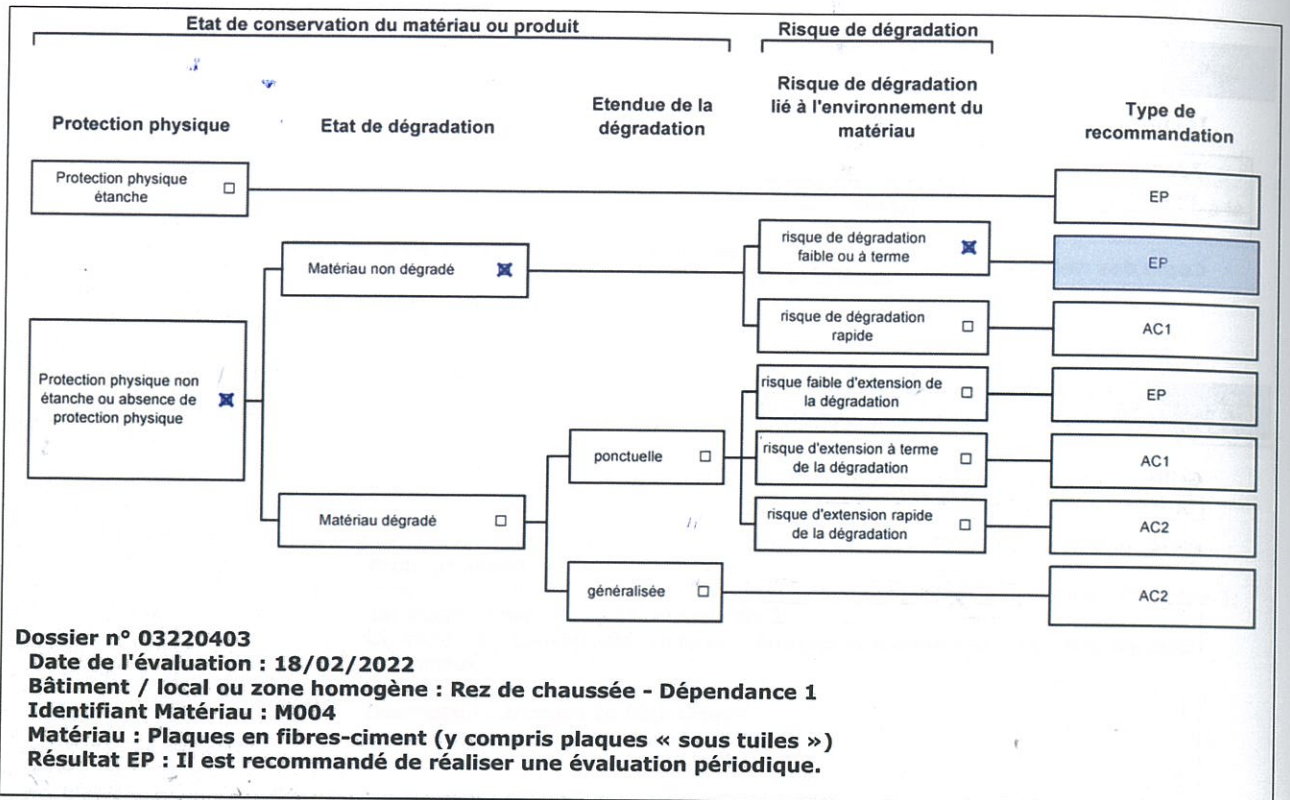 Etat de conservation du matériau ou produit
Risque de dégradation
Protection physique
Etat de dégradation
Etendue de la
dégradation
Risque de dégradation
lié à l'environnement du
matériau
Type de
recommandation
Protection physique
étanche
EP
Protection physique non
étanche ou absence de
protection physique
Matériau non dégradé
risque de dégradation
faible ou à terme
EP
risque de dégradation
rapide
AC1
Matériau dégradé
ponctuelle
risque faible d'extension de
la dégradation
EP
risque d'extension à terme
de la dégradation
AC1
risque d'extension rapide
de la dégradation
AC2
généralisée
AC2
Dossier n° 03220403
Date de l'évaluation : 18/02/2022
Bâtiment / local ou zone homogène : Rez de chaussée - Dépendance 1
Identifiant Matériau : M004
Matériau : Plaques en fibres-ciment (y compris plaques « sous tuiles »)
Résultat EP : Il est recommandé de réaliser une évaluation périodique.